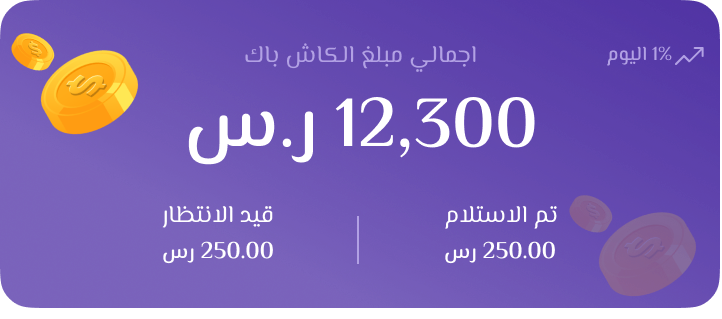 1% اليوم
اجمالي مبلغ الكاش باك
12,300 ر.س
تم الاستلام
250.00 رس
قيد الانتظار
250.00 رس